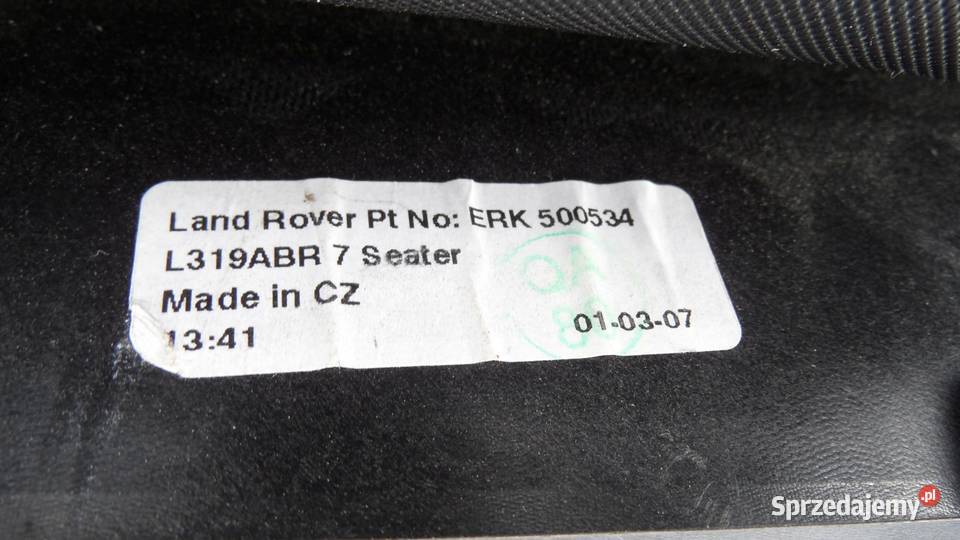 Land Rover Pt No: ERK 500534
L319ABR 7 Seater
Made in CZ
13:41
01-03-07
QA
Sprzedajemy.pl